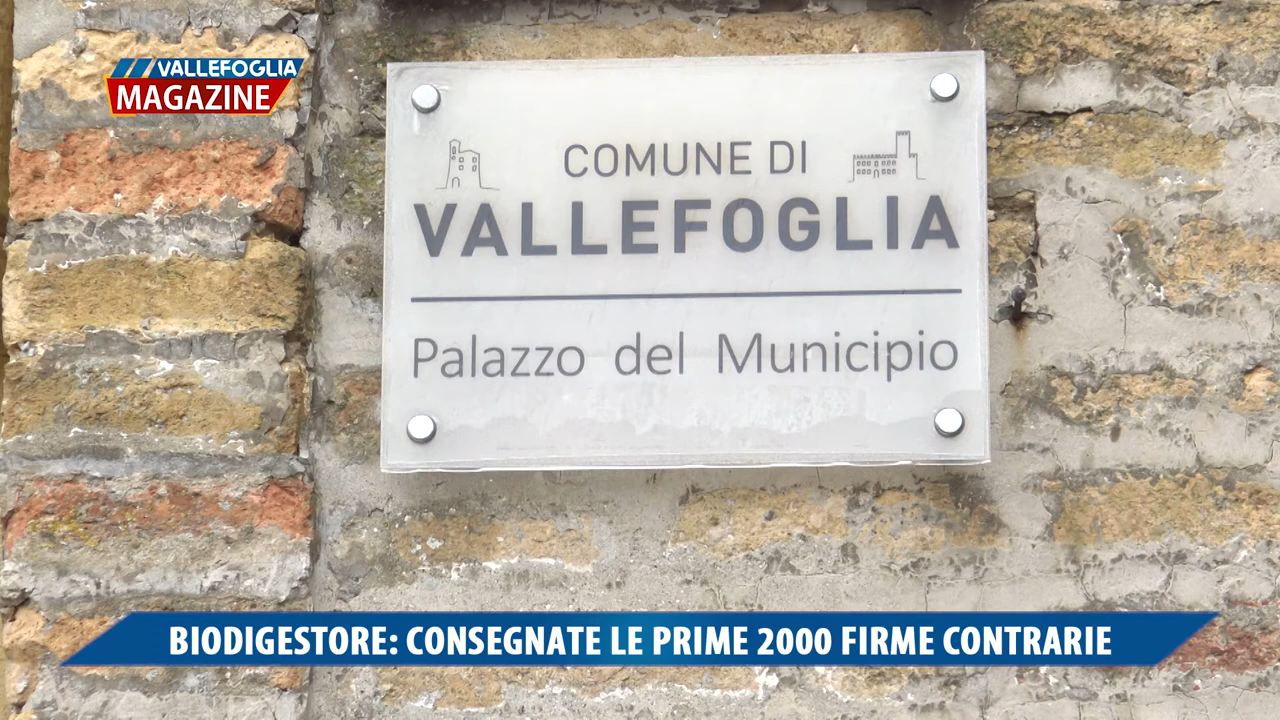 VALLEFOGLIA
MAGAZINE
COMUNE DI
VALLEFOGLIA
Palazzo del Municipio
BIODIGESTORE: CONSEGNATE LE PRIME 2000 FIRME CONTRARIE